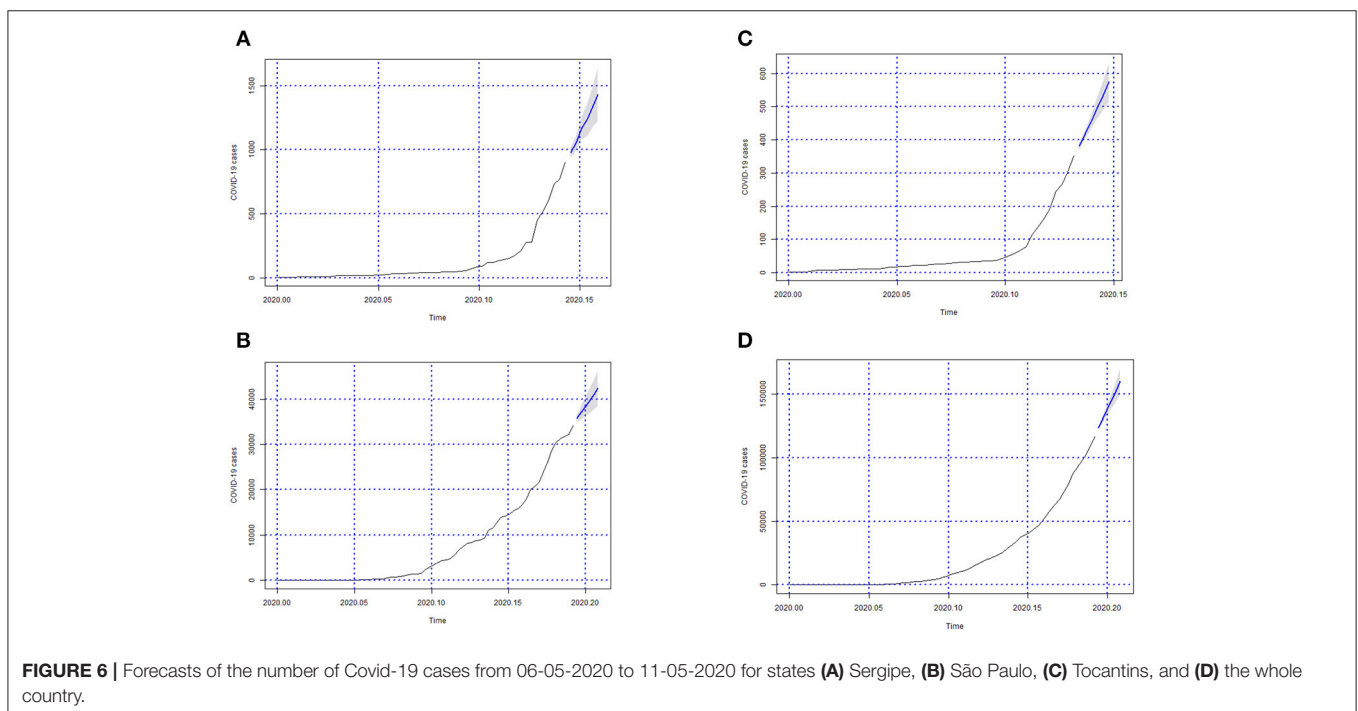 A
COVID-19 cases
1500
1000
500
0
2020.00 2020.05 2020.10 2020.15
Time
C
COVID-19 cases
600
500
400
300
200
100
0
2020.00 2020.05 2020.10 2020.15
Time
B
COVID-19 cases
40000
30000
20000
10000
0
2020.00 2020.05 2020.10 2020.15 2020.20
Time
D
COVID-19 cases
150000
100000
50000
0
2020.00 2020.05 2020.10 2020.15 2020.20
Time
FIGURE 6 | Forecasts of the number of Covid-19 cases from 06-05-2020 to 11-05-2020 for states (A) Sergipe, (B) São Paulo, (C) Tocantins, and (D) the whole
country.